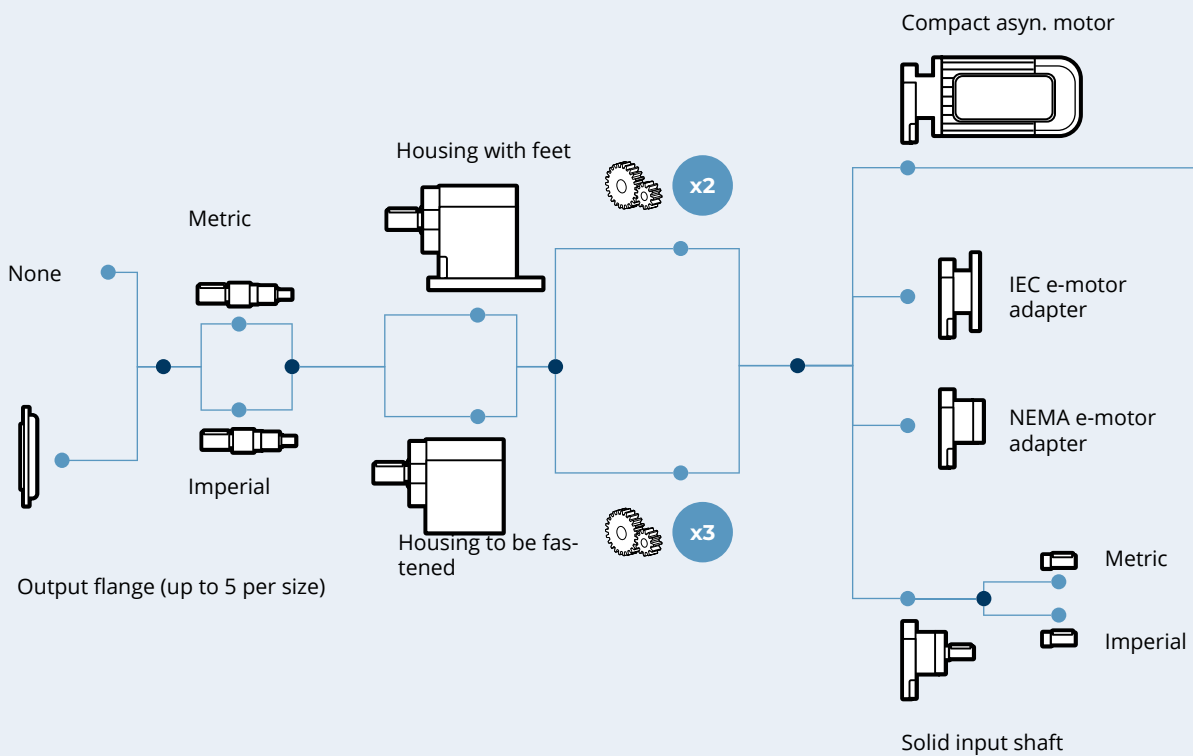 Compact asyn. motor
Housing with feet
x2
Metric
None
IEC e-motor
adapter
NEMA e-motor
adapter
Imperial
x3
Housing to be fas-
tened
Output flange (up to 5 per size)
Metric
Imperial
Solid input shaft